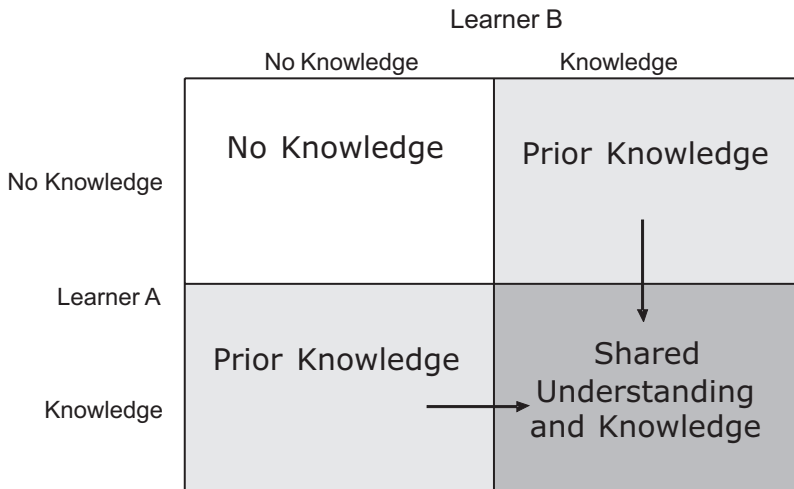 Learner B
No Knowledge
Knowledge
No Knowledge
Prior Knowledge
No Knowledge
Learner A
Prior Knowledge
Shared
Understanding
and Knowledge
Knowledge